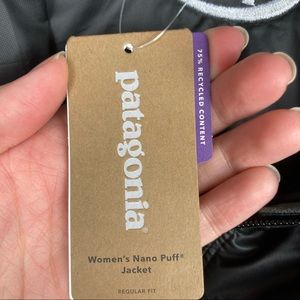 patagonia
75% RECYCLED CONTENT
Women's Nano Puff®
Jacket
REGULAR FIT